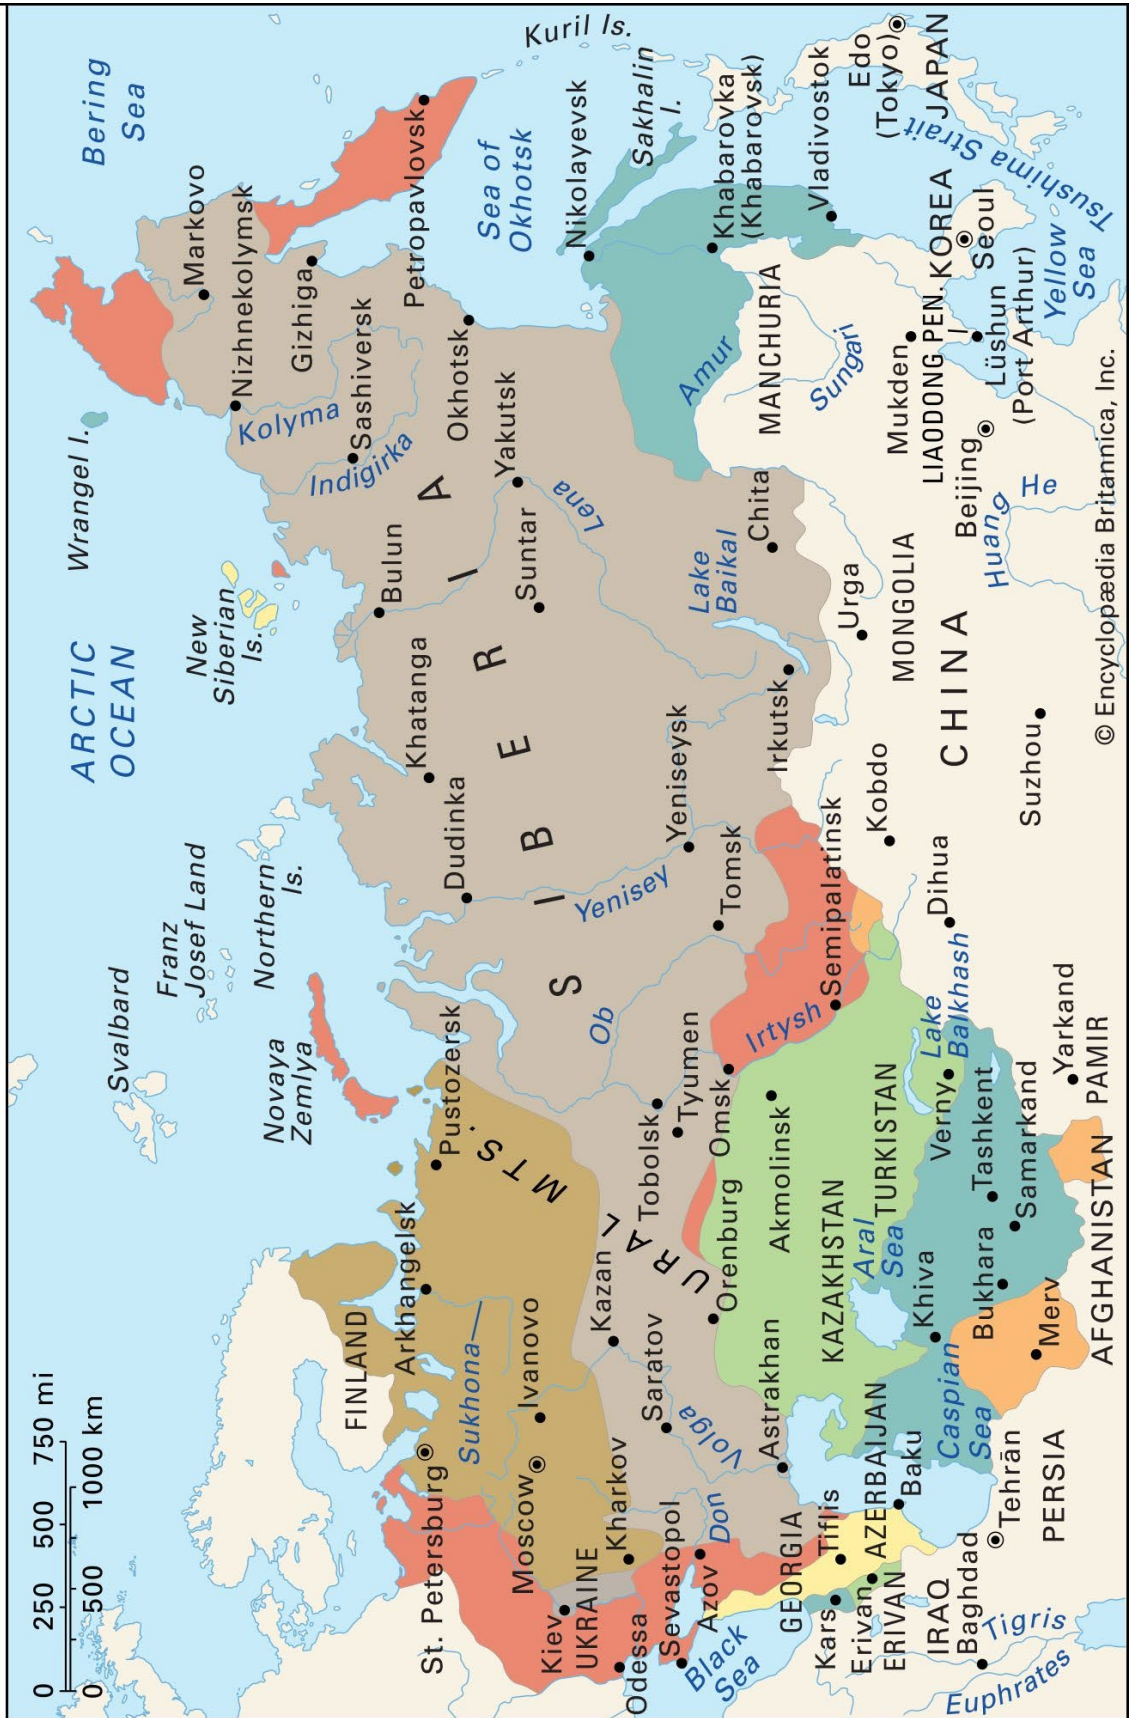 0 250 500 750 mi
0 500 1000 km
Svalbard
Franz
Josef Land
Northern
Is.
ARCTIC
OCEAN
New
Siberian
Is.
Wrangel I.
Bering
Sea
Novaya
Zemlya
FINLAND
St. Petersburg
Arkhangelsk
Pustozersk
Sukhona
Ivanovo
Moscow
Kharkov
Kiev
UKRAINE
Odessa
Sevastopol
Azov
Black
Sea
Don
Volga
Saratov
Kazan
URAL MTS.
Tobolsk
Tyumen
Omsk
Orenburg
Astrakhan
Akmolinsk
KAZAKHSTAN
TURKISTAN
Aral
Sea
GEORGIA
Tiflis
Kars
Erivan
ERIVAN
AZERBAIJAN
Baku
Caspian
Sea
Khiva
Bukhara
Merv
Samarkand
Tashkent
Verny
Lake
Balkhash
IRAQ
Baghdad
Tigris
Euphrates
Tehrān
PERSIA
AFGHANISTAN
PAMIR
Yarkand
SIBERIA
Dudinka
Khatanga
Bulun
Yenisey
Ob
Irtysh
Yeniseysk
Tomsk
Semipalatinsk
Irkutsk
Lake
Baikal
Chita
Suntar
Lena
Yakutsk
Okhotsk
Indigirka
Sashiversk
Kolyma
Nizhnekolymsk
Gizhiga
Markovo
Petropavlovsk
Sea of
Okhotsk
Kuril Is.
Sakhalin
I.
Nikolayevsk
Khabarovka
(Khabarovsk)
Vladivostok
Amur
MANCHURIA
Sungari
Mukden
LIAODONG PEN.
Lüshun
(Port Arthur)
KOREA
Seoul
Yellow
Sea
Tsushima Strait
Edo
(Tokyo)
JAPAN
Beijing
Huang He
Urga
MONGOLIA
CHINA
Kobdo
Dihua
Suzhou
© Encyclopædia Britannica, Inc.